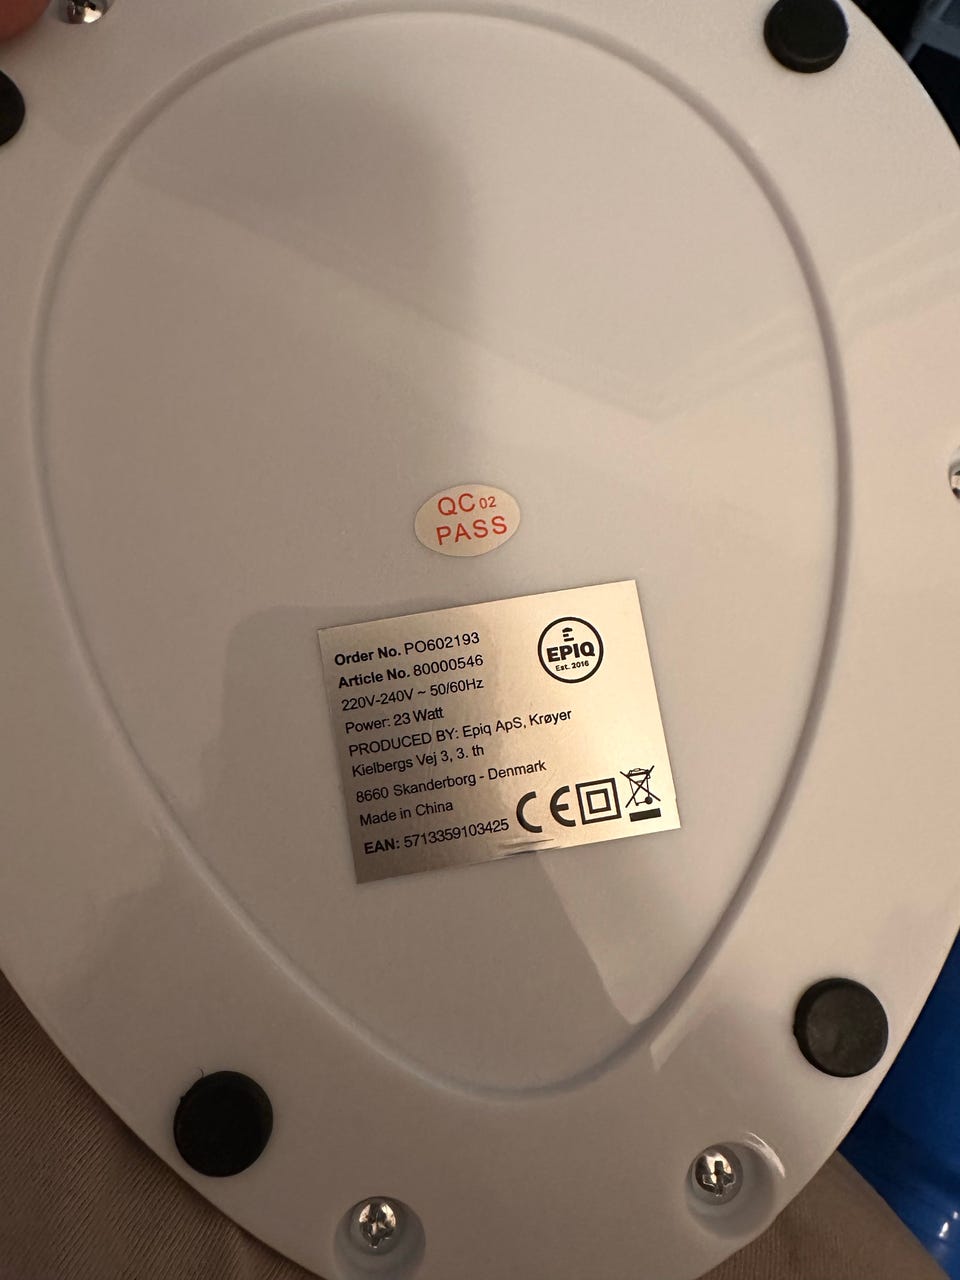 QC 02
PASS
Order No. PO602193
Article No. 80000546
220V-240V ~ 50/60Hz
Power: 23 Watt
PRODUCED BY: Epiq ApS, Krøyer
Kielbergs Vej 3, 3. th
8660 Skanderborg - Denmark
Made in China
EAN: 5713359103425
EPIQ
Est. 2016
CE